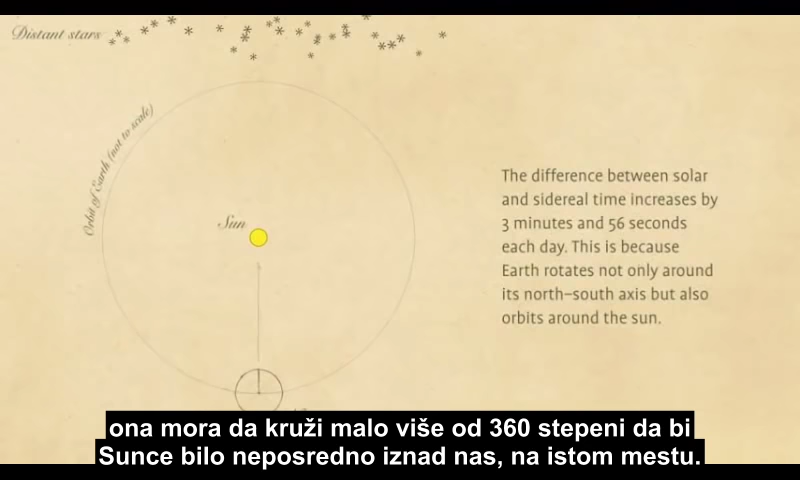 Distant stars
Orbit of Earth (not to scale)
Sun
The difference between solar
and sidereal time increases by
3 minutes and 56 seconds
each day. This is because
Earth rotates not only around
its north–south axis but also
orbits around the sun.
ona mora da kruži malo više od 360 stepeni da bi
Sunce bilo neposredno iznad nas, na istom mestu.